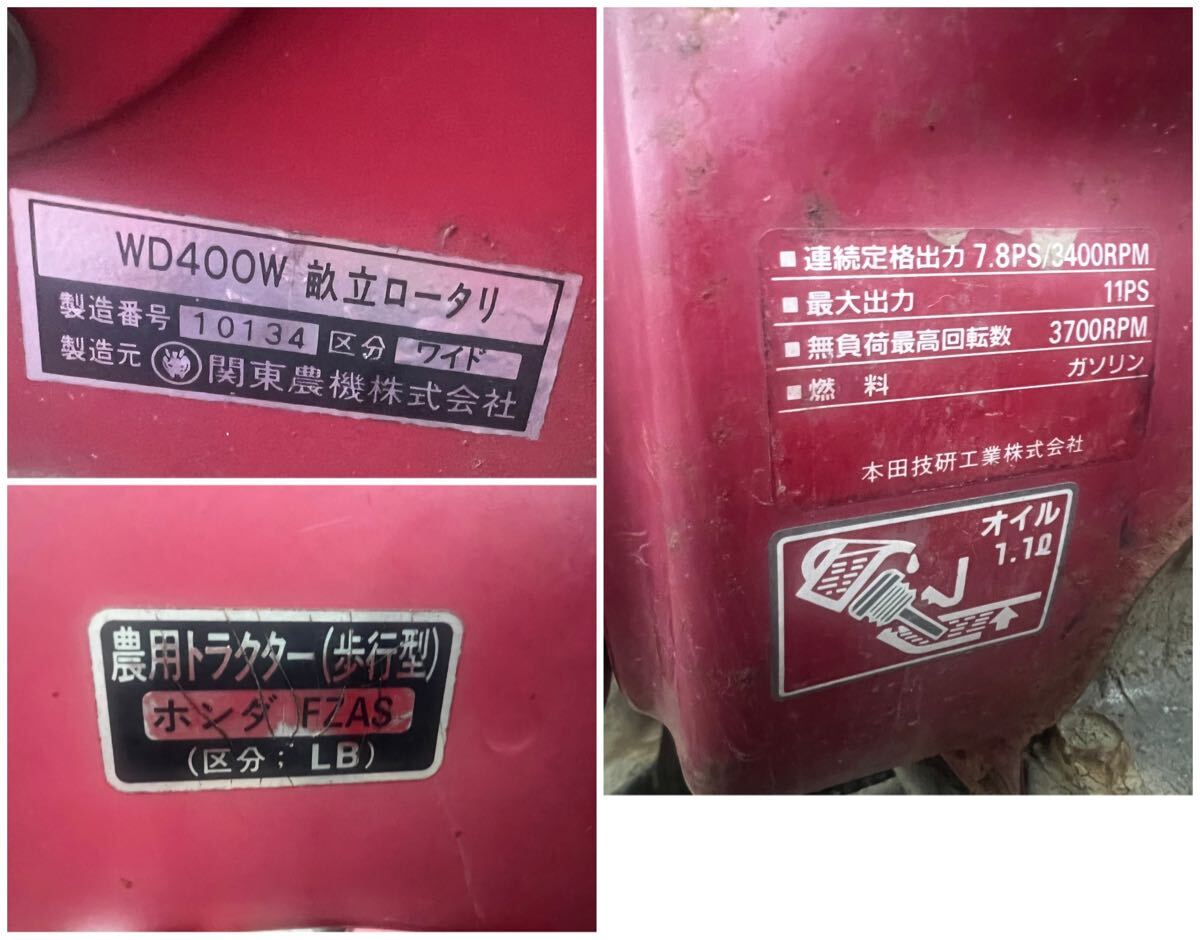 WD400W 畝立ロータリ
製造番号 10134 区分 ワイド
製造元 関東農機株式会社
農用トラクター(歩行型)
ホンダ FZAS
(区分; LB)
■ 連続定格出力 7.8PS/3400RPM
■ 最大出力 11PS
■ 無負荷最高回転数 3700RPM
■ 燃料 ガソリン
本田技研工業株式会社
オイル
1.1ℓ